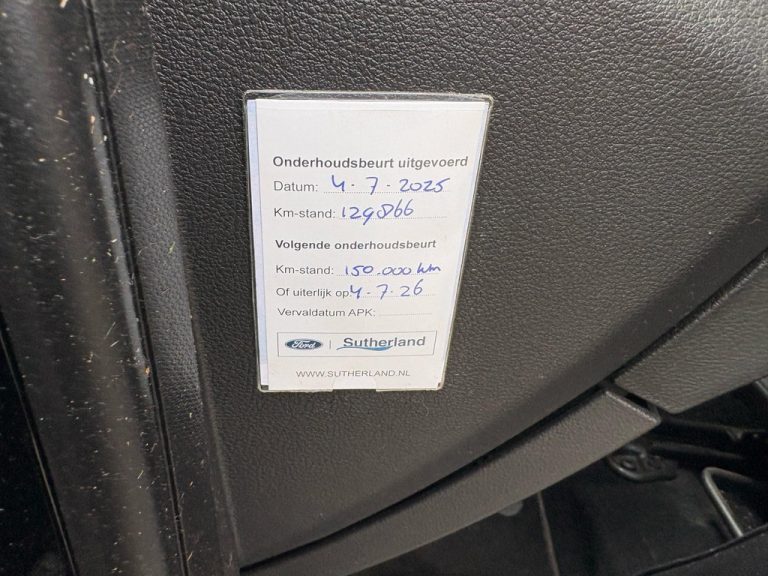 Onderhoudsbeurt uitgevoerd
Datum: 4-7-2025
Km-stand: 129866
Volgende onderhoudsbeurt
Km-stand: 150.000 km
Of uiterlijk op: 4-7-26
Vervaldatum APK:
Ford | Sutherland
WWW.SUTHERLAND.NL